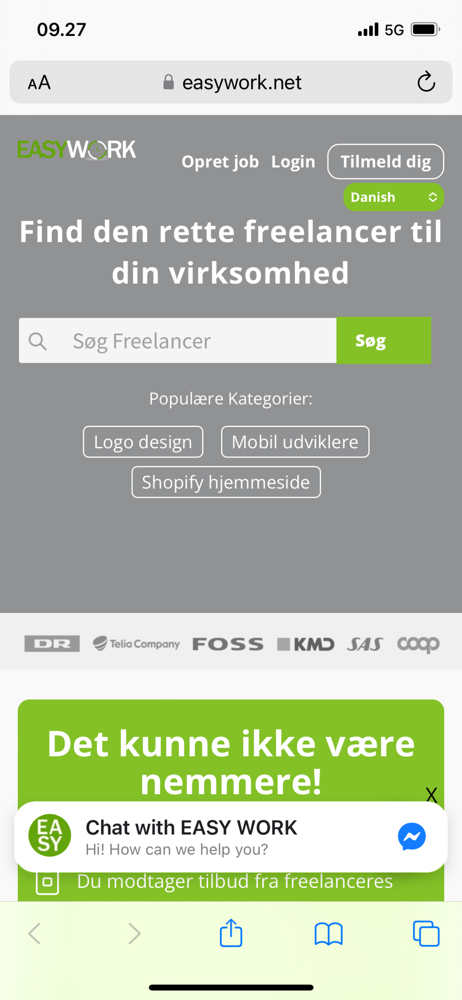 09.27
5G
AA
easywork.net
EASYWORK
Opret job
Login
Tilmeld dig
Danish
Find den rette freelancer til
din virksomhed
Søg Freelancer
Søg
Populære Kategorier:
Logo design
Mobil udviklere
Shopify hjemmeside
DR
Telia Company
FOSS
KMD
SAS
coop
Det kunne ikke være
nemmere!
X
EA
SY
Chat with EASY WORK
Hi! How can we help you?
Du modtager tilbud fra freelanceres